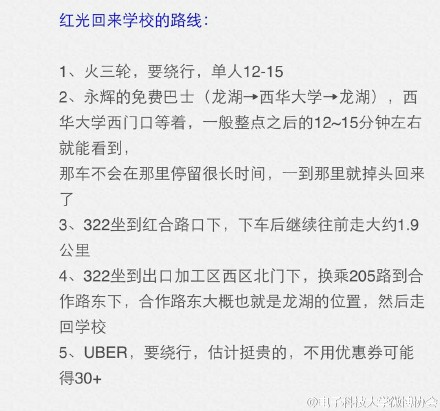 红光回来学校的路线：
1、火三轮，要绕行，单人12-15
2、永辉的免费巴士（龙湖→西华大学→龙湖），西
华大学西门口等着，一般整点之后的12~15分钟左右
就能看到，
那车不会在那里停留很长时间，一到那里就掉头回来
了
3、322坐到红合路口下，下车后继续往前走大约1.9
公里
4、322坐到出口加工区西区北门下，换乘205路到合
作路东下，合作路东大概也就是龙湖的位置，然后走
回学校
5、UBER，要绕行，估计挺贵的，不用优惠券可能
得30+
@电子科技大学微博协会